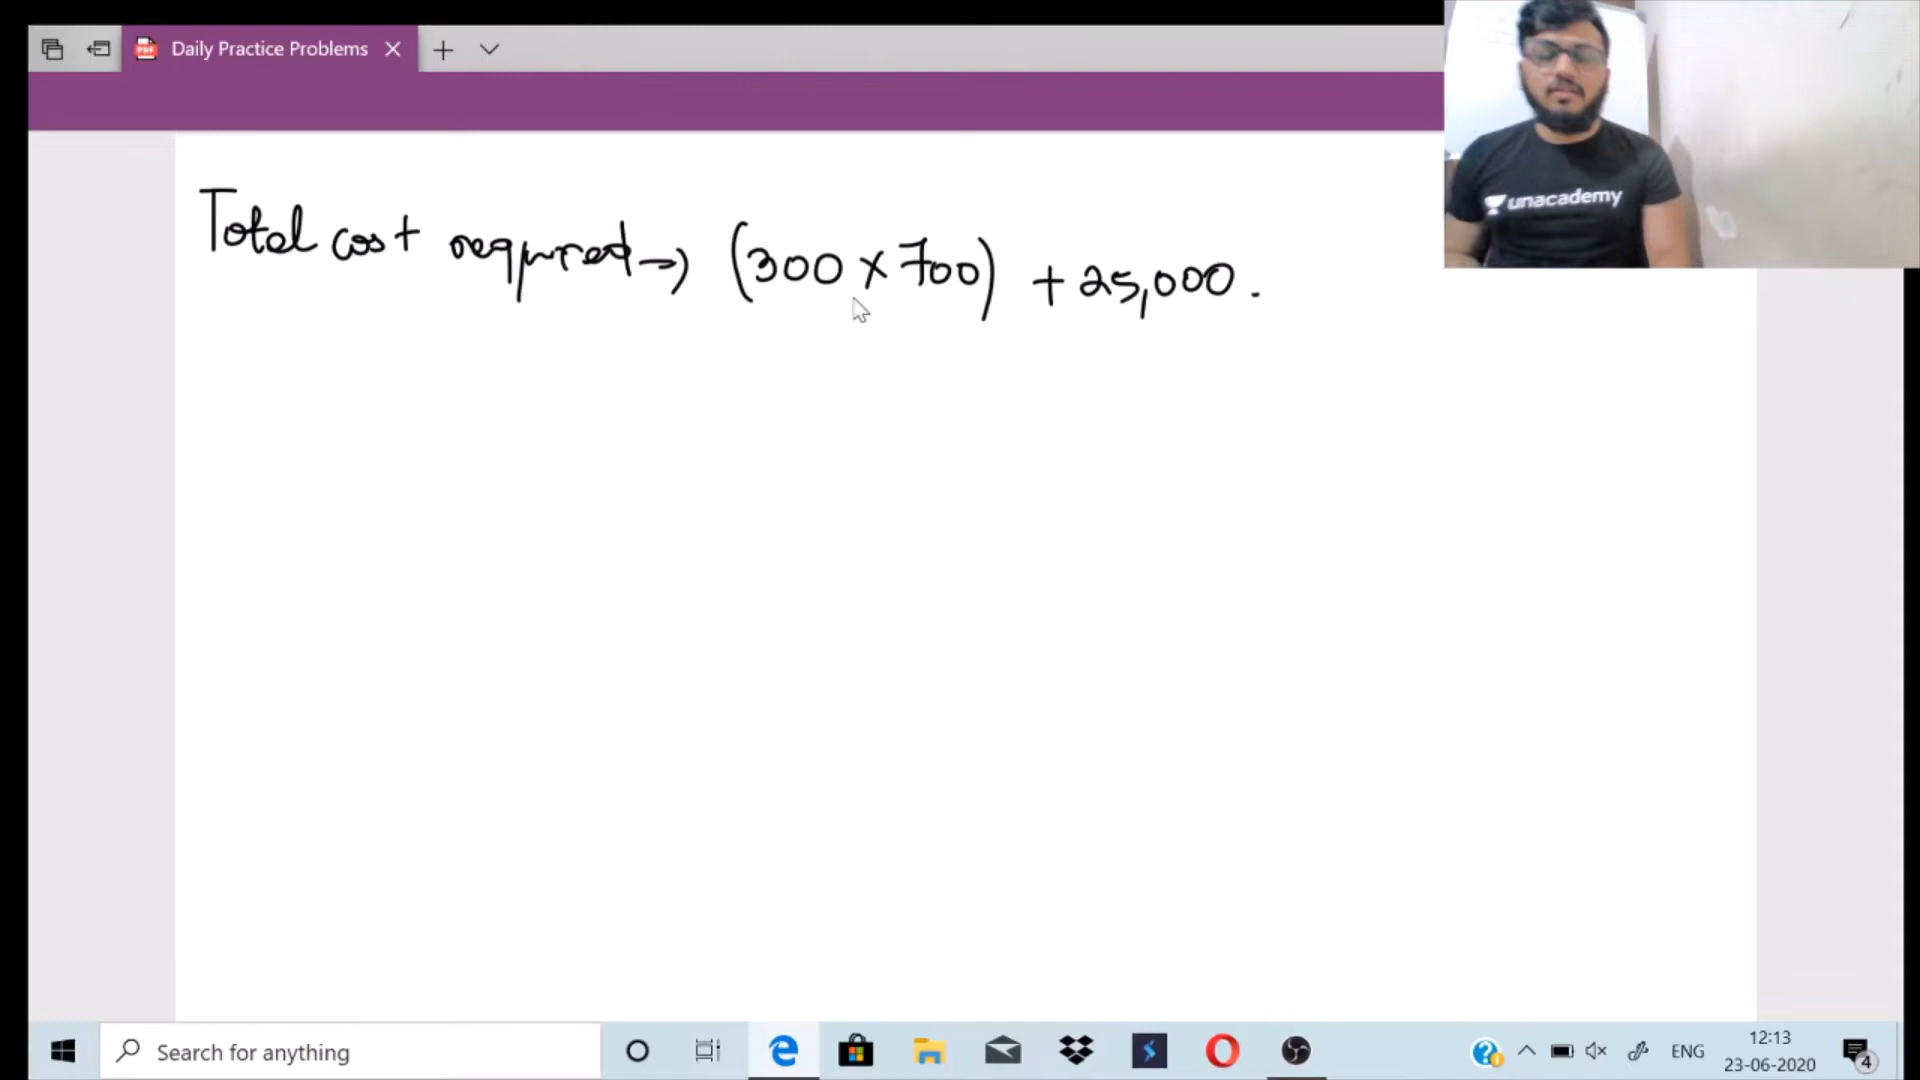 Daily Practice Problems
unacademy
Total cost required → (300 × 700) + 25,000.
Search for anything
ENG
12:13
23-06-2020
4